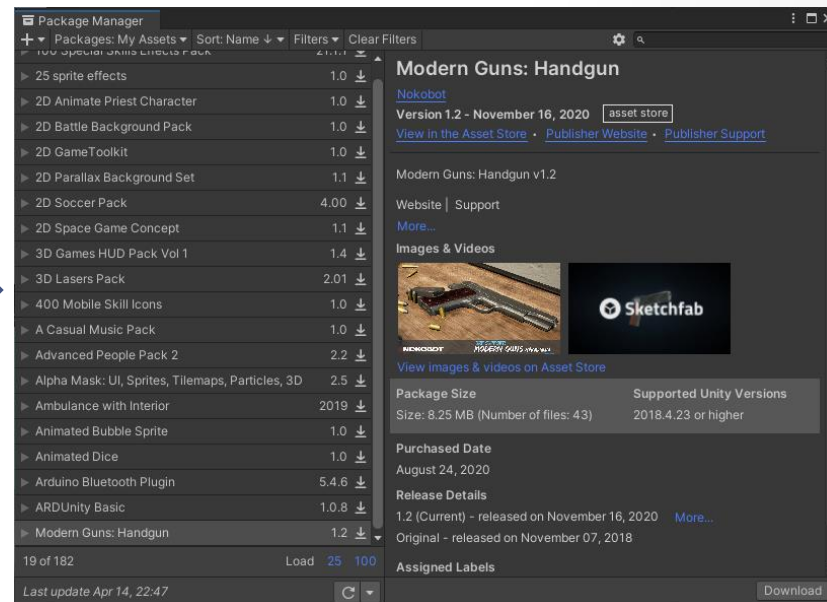 Package Manager
Packages: My Assets Sort: Name ↓ Filters Clear Filters
100 Special Skills Effects Pack 21.1.1
25 sprite effects 1.0
2D Animate Priest Character 1.0
2D Battle Background Pack 1.0
2D GameToolkit 1.0
2D Parallax Background Set 1.1
2D Soccer Pack 4.00
2D Space Game Concept 1.1
3D Games HUD Pack Vol 1 1.4
3D Lasers Pack 2.01
400 Mobile Skill Icons 1.0
A Casual Music Pack 1.0
Advanced People Pack 2 2.2
Alpha Mask: UI, Sprites, Tilemaps, Particles, 3D 2.5
Ambulance with Interior 2019
Animated Bubble Sprite 1.0
Animated Dice 1.0
Arduino Bluetooth Plugin 5.4.6
ARDUnity Basic 1.0.8
Modern Guns: Handgun 1.2
19 of 182 Load 25 100
Last update Apr 14, 22:47
Modern Guns: Handgun
Nokobot
Version 1.2 - November 16, 2020 asset store
View in the Asset Store • Publisher Website • Publisher Support
Modern Guns: Handgun v1.2
Website | Support
More...
Images & Videos
NOKOBOT MODERN GUNS
Sketchfab
View images & videos on Asset Store
Package Size Supported Unity Versions
Size: 8.25 MB (Number of files: 43) 2018.4.23 or higher
Purchased Date
August 24, 2020
Release Details
1.2 (Current) - released on November 16, 2020 More...
Original - released on November 07, 2018
Assigned Labels
Download